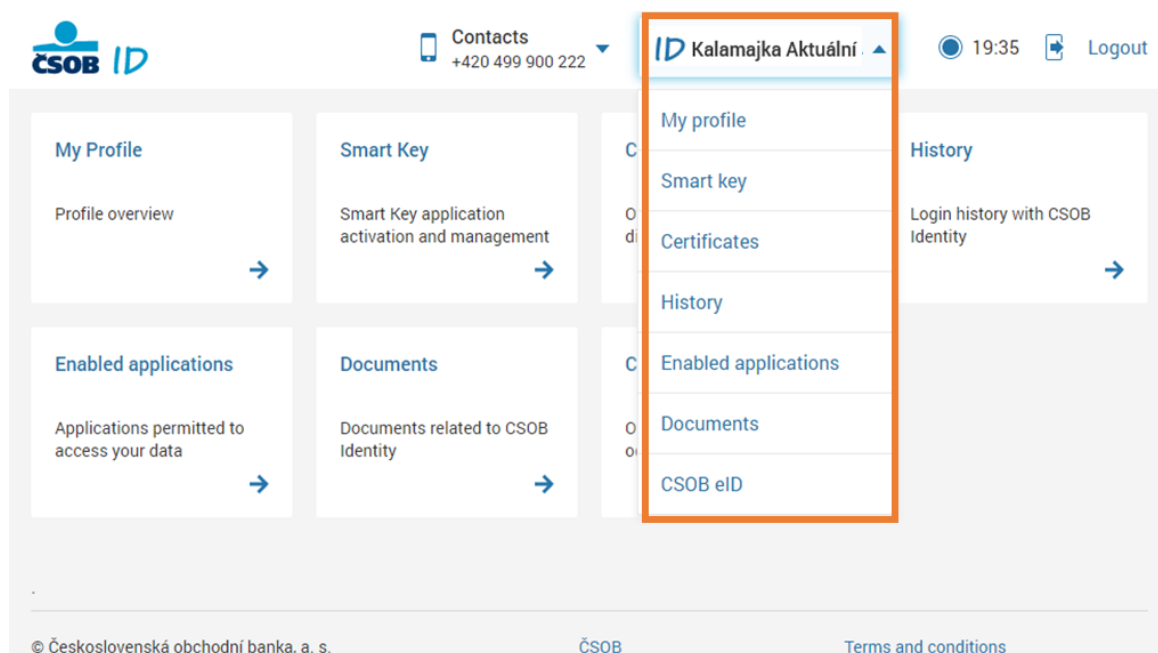 ČSOB ID
Contacts
+420 499 900 222
ID Kalamajka Aktuální
19:35
Logout
My profile
Smart key
Certificates
History
Enabled applications
Documents
CSOB eID
My Profile
Profile overview
Smart Key
Smart Key application
activation and management
C
O
di
History
Login history with CSOB
Identity
Enabled applications
Applications permitted to
access your data
Documents
Documents related to CSOB
Identity
C
O
© Československá obchodní banka, a. s.
ČSOB
Terms and conditions